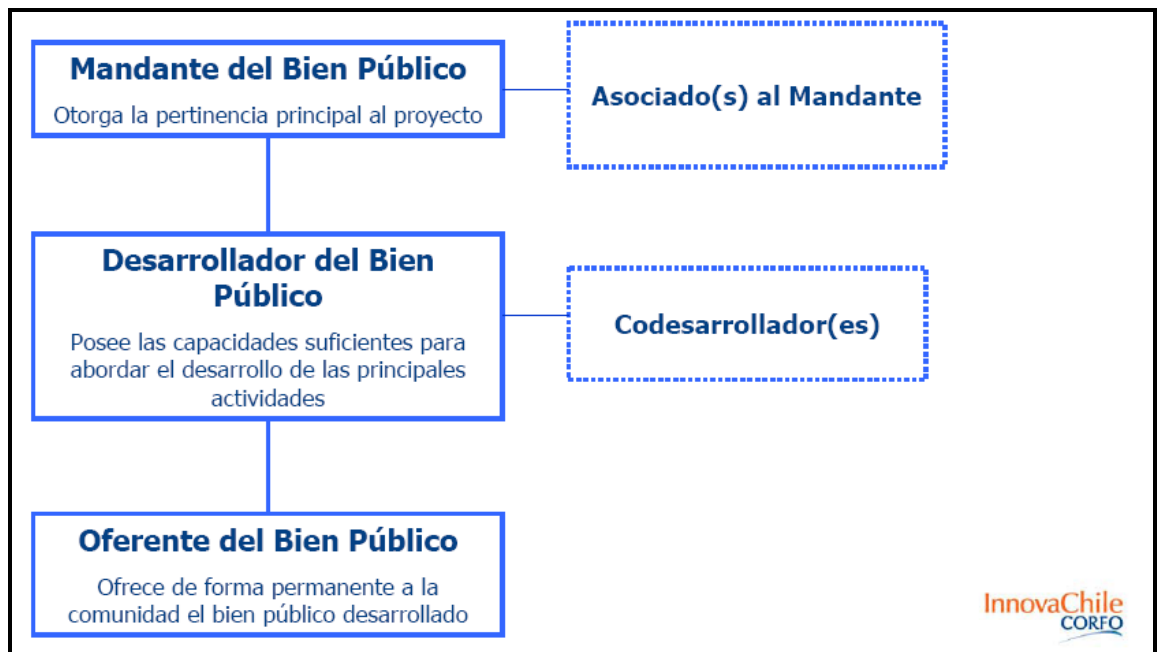 Mandante del Bien Público
Otorga la pertinencia principal al proyecto
Asociado(s) al Mandante
Desarrollador del Bien
Público
Posee las capacidades suficientes para
abordar el desarrollo de las principales
actividades
Codesarrollador(es)
Oferente del Bien Público
Ofrece de forma permanente a la
comunidad el bien público desarrollado
InnovaChile
CORFO